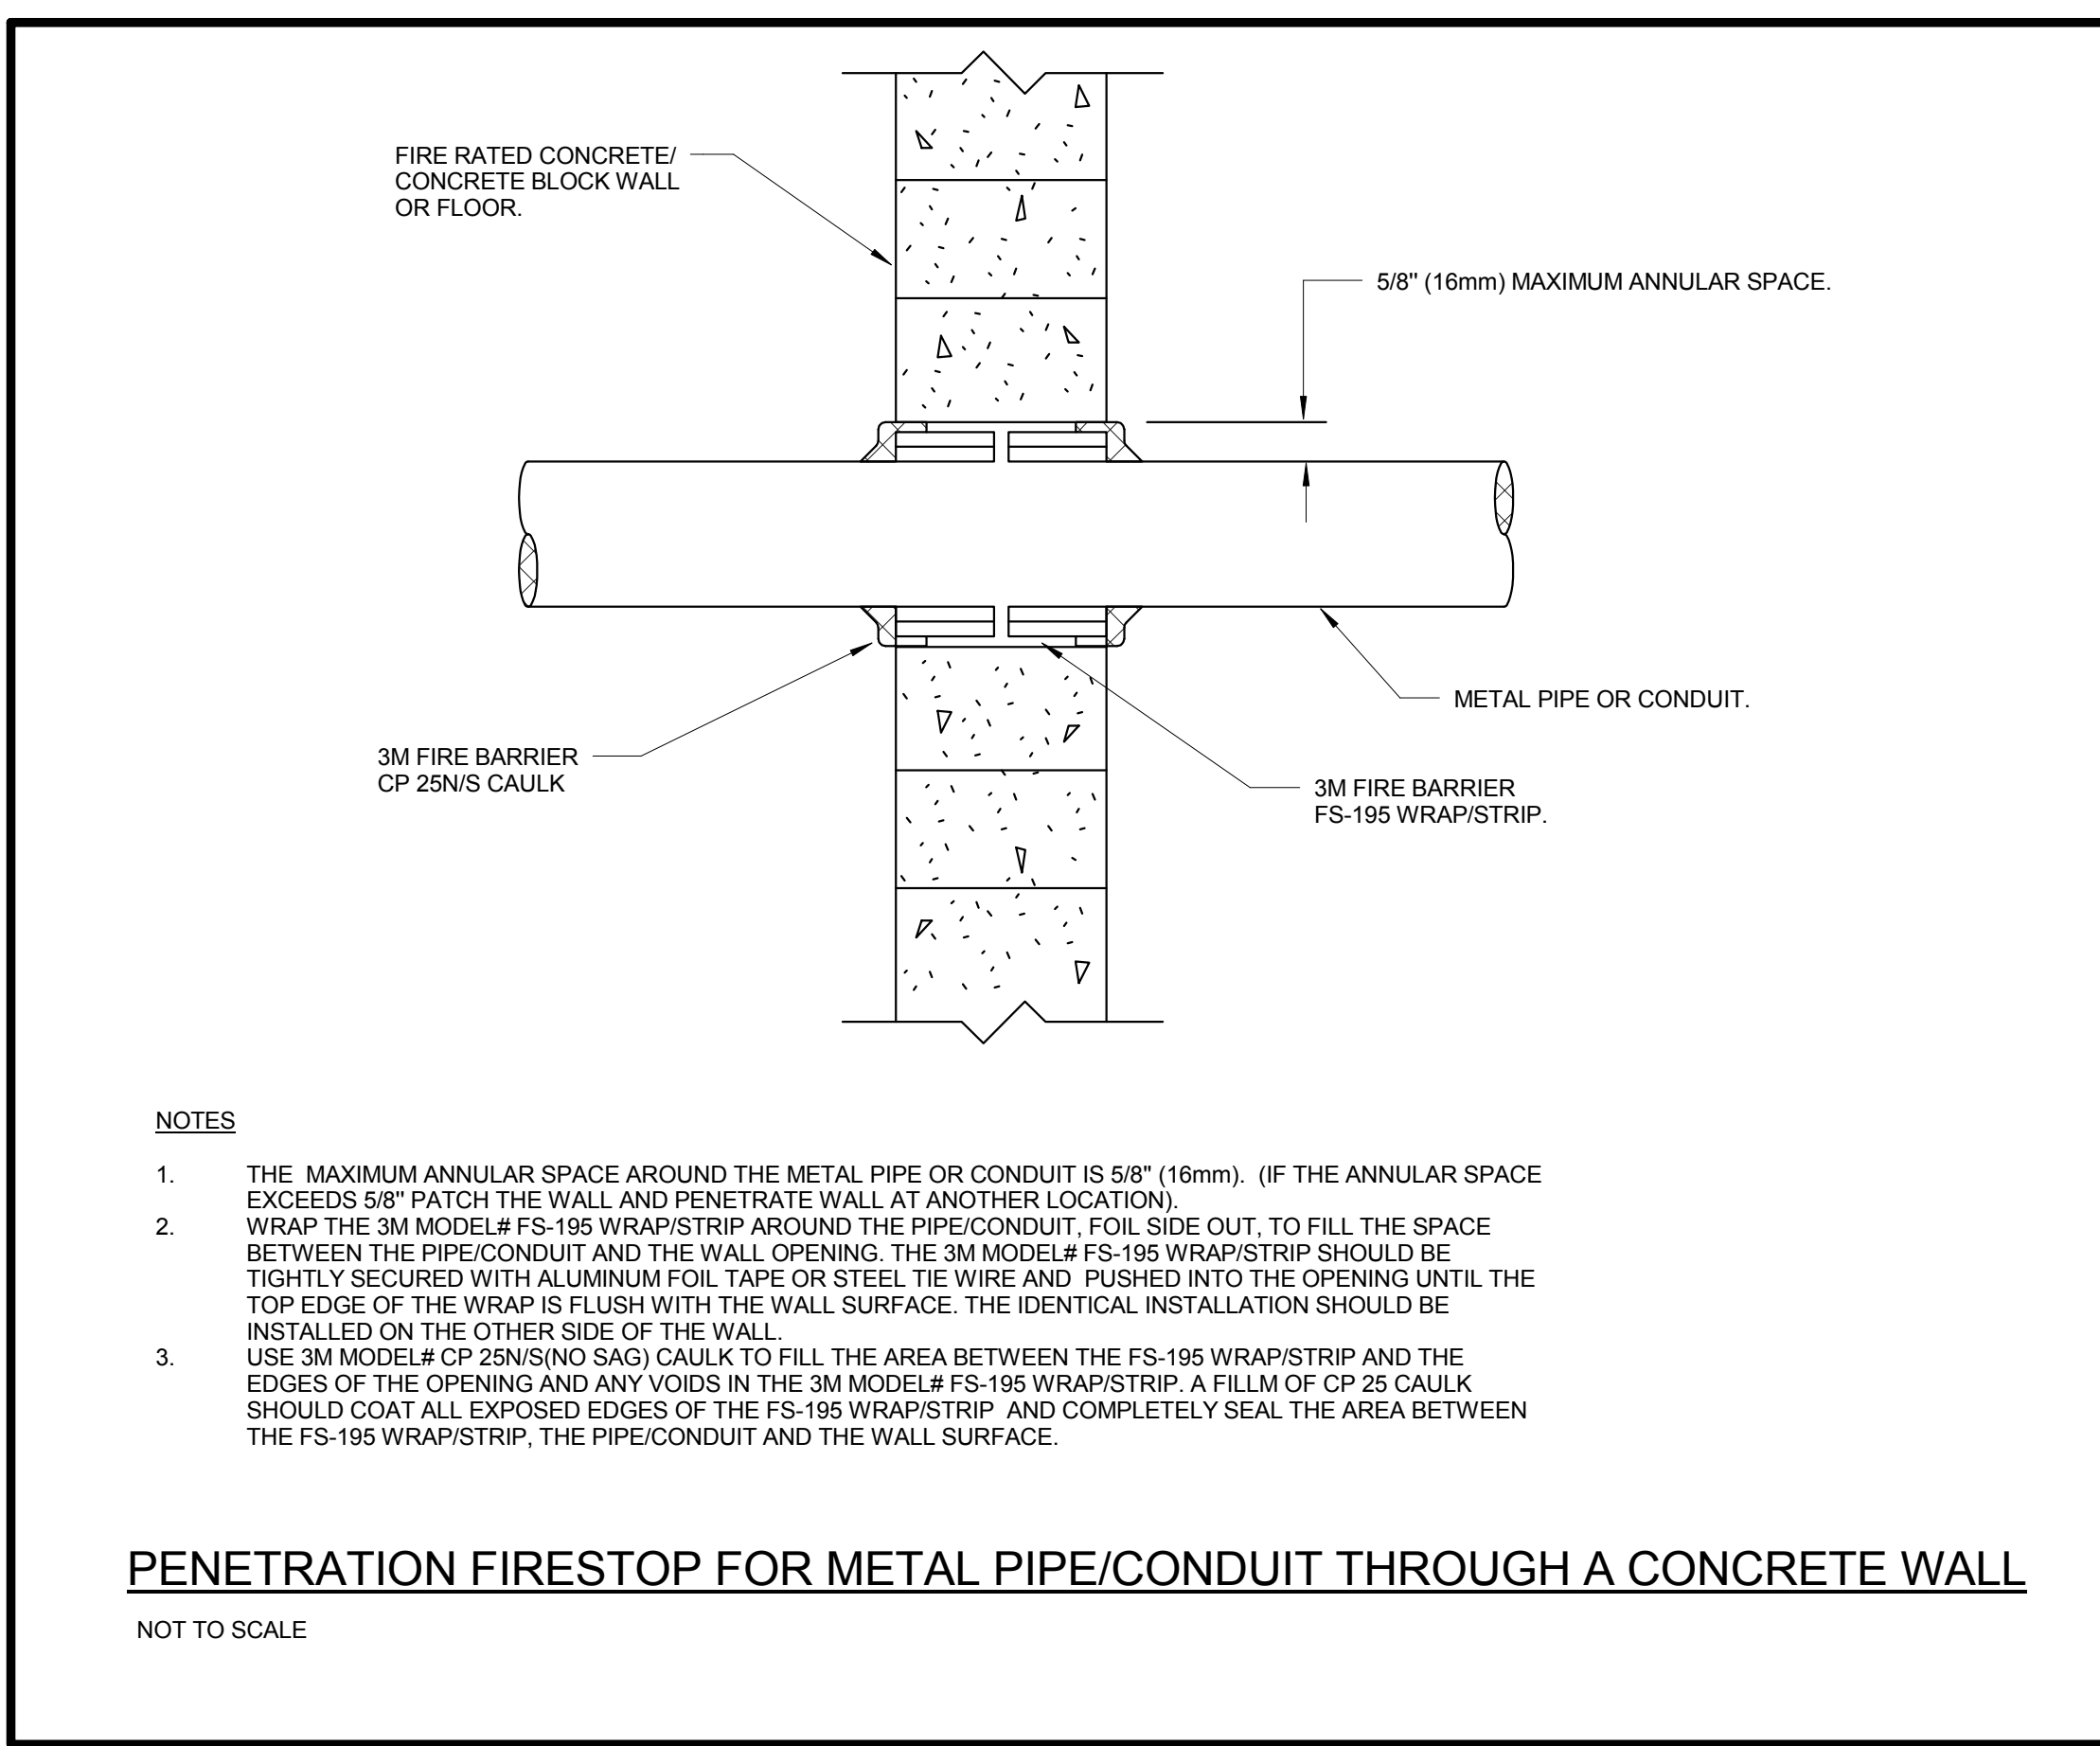 FIRE RATED CONCRETE/
CONCRETE BLOCK WALL
OR FLOOR.
5/8" (16mm) MAXIMUM ANNULAR SPACE.
METAL PIPE OR CONDUIT.
3M FIRE BARRIER
CP 25N/S CAULK
3M FIRE BARRIER
FS-195 WRAP/STRIP.
NOTES
1. THE MAXIMUM ANNULAR SPACE AROUND THE METAL PIPE OR CONDUIT IS 5/8" (16mm). (IF THE ANNULAR SPACE
EXCEEDS 5/8" PATCH THE WALL AND PENETRATE WALL AT ANOTHER LOCATION).
2. WRAP THE 3M MODEL# FS-195 WRAP/STRIP AROUND THE PIPE/CONDUIT, FOIL SIDE OUT, TO FILL THE SPACE
BETWEEN THE PIPE/CONDUIT AND THE WALL OPENING. THE 3M MODEL# FS-195 WRAP/STRIP SHOULD BE
TIGHTLY SECURED WITH ALUMINUM FOIL TAPE OR STEEL TIE WIRE AND PUSHED INTO THE OPENING UNTIL THE
TOP EDGE OF THE WRAP IS FLUSH WITH THE WALL SURFACE. THE IDENTICAL INSTALLATION SHOULD BE
INSTALLED ON THE OTHER SIDE OF THE WALL.
3. USE 3M MODEL# CP 25N/S(NO SAG) CAULK TO FILL THE AREA BETWEEN THE FS-195 WRAP/STRIP AND THE
EDGES OF THE OPENING AND ANY VOIDS IN THE 3M MODEL# FS-195 WRAP/STRIP. A FILLM OF CP 25 CAULK
SHOULD COAT ALL EXPOSED EDGES OF THE FS-195 WRAP/STRIP AND COMPLETELY SEAL THE AREA BETWEEN
THE FS-195 WRAP/STRIP, THE PIPE/CONDUIT AND THE WALL SURFACE.
PENETRATION FIRESTOP FOR METAL PIPE/CONDUIT THROUGH A CONCRETE WALL
NOT TO SCALE